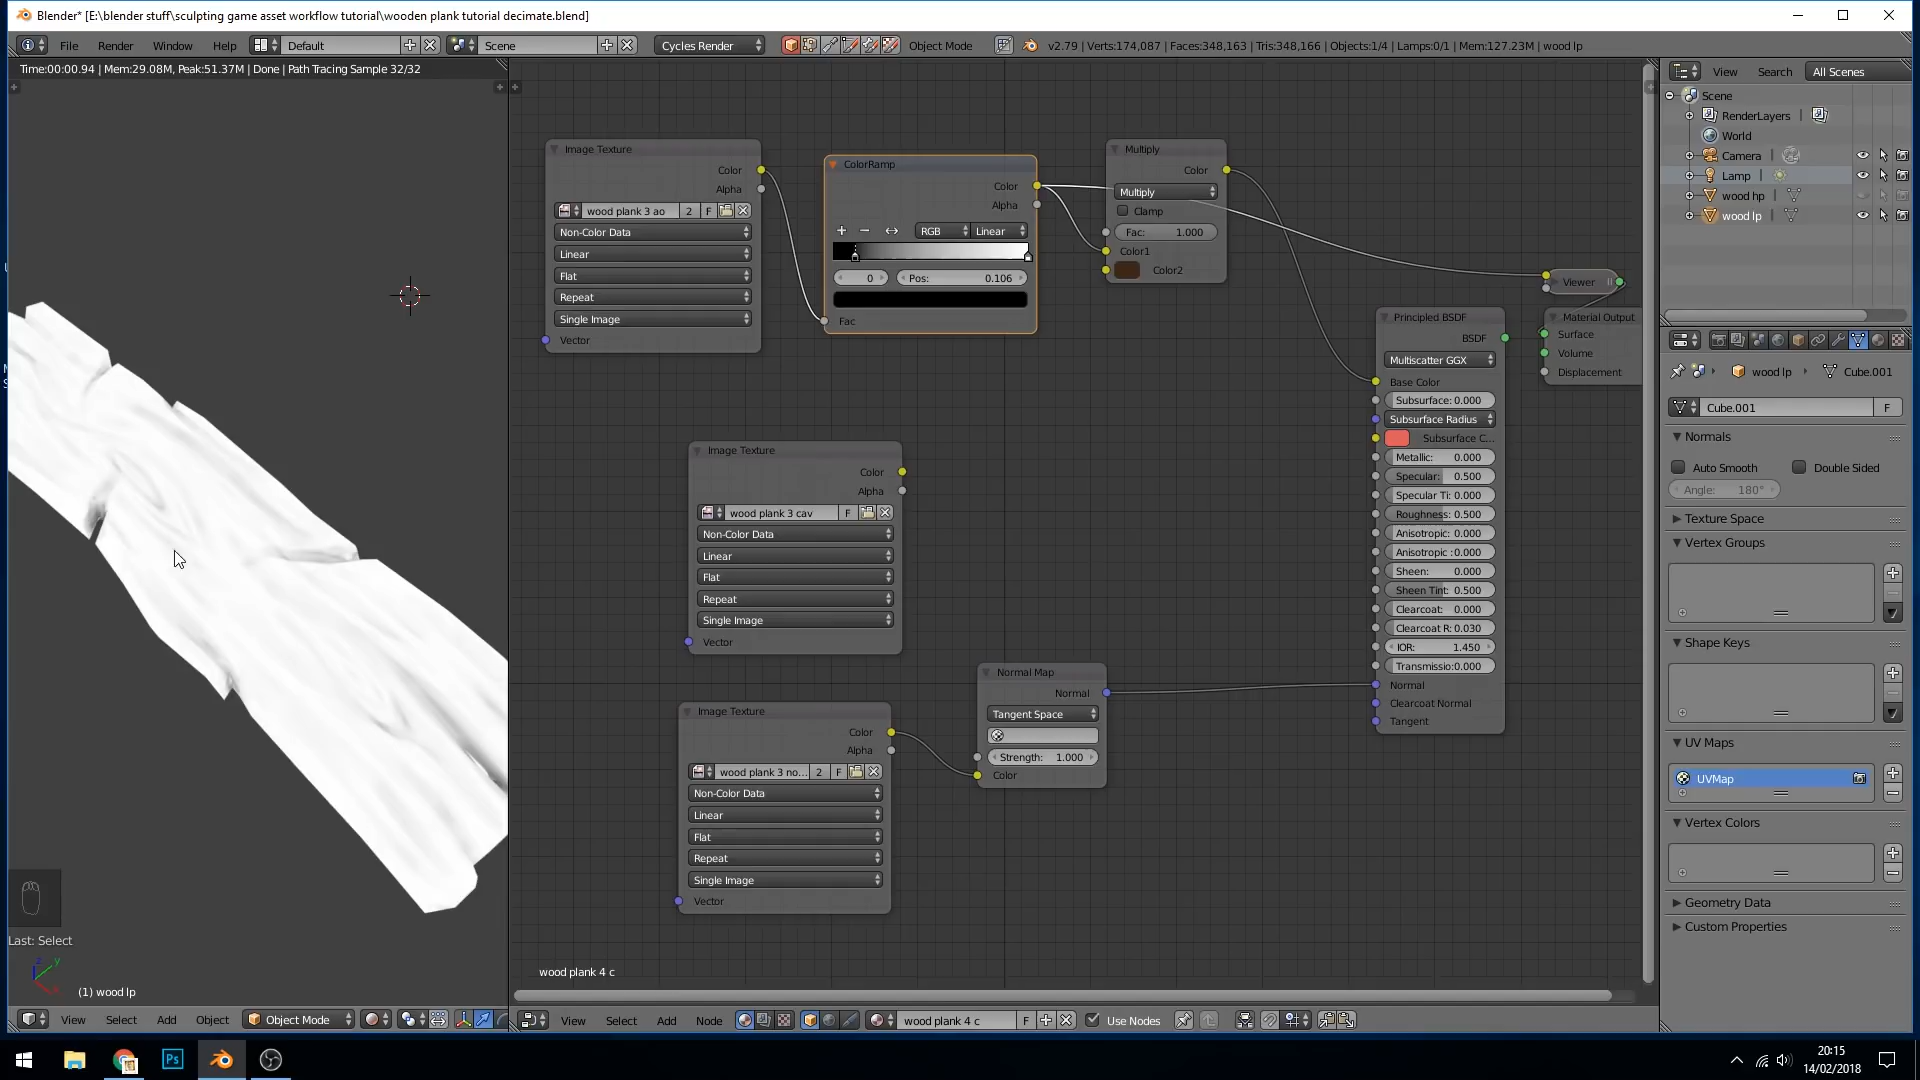 Blender* [E:\blender stuff\sculpting game asset workflow tutorial\wooden plank tutorial decimate.blend]
File Render Window Help Default Scene Cycles Render Object Mode v2.79 | Verts:174,087 | Faces:348,163 | Tris:348,166 | Objects:1/4 | Lamps:0/1 | Mem:127.23M | wood lp
Time:00:00.94 | Mem:29.08M, Peak:51.37M | Done | Path Tracing Sample 32/32
Image Texture
Color
Alpha
wood plank 3 ao 2 F
Non-Color Data
Linear
Flat
Repeat
Single Image
Vector
ColorRamp
Color
Alpha
RGB Linear
0 Pos: 0.106
Fac
Multiply
Color
Multiply
Clamp
Fac: 1.000
Color1
Color2
Viewer
Material Output
Surface
Volume
Displacement
Principled BSDF
BSDF
Multiscatter GGX
Base Color
Subsurface: 0.000
Subsurface Radius
Subsurface C...
Metallic: 0.000
Specular: 0.500
Specular Ti: 0.000
Roughness: 0.500
Anisotropic: 0.000
Anisotropic : 0.000
Sheen: 0.000
Sheen Tint: 0.500
Clearcoat: 0.000
Clearcoat R: 0.030
IOR: 1.450
Transmissio: 0.000
Normal
Clearcoat Normal
Tangent
Image Texture
Color
Alpha
wood plank 3 cav F
Non-Color Data
Linear
Flat
Repeat
Single Image
Vector
Normal Map
Normal
Tangent Space
Strength: 1.000
Color
Image Texture
Color
Alpha
wood plank 3 no... 2 F
Non-Color Data
Linear
Flat
Repeat
Single Image
Vector
wood plank 4 c
Last: Select
(1) wood lp
View Select Add Object Object Mode
View Select Add Node wood plank 4 c F Use Nodes
View Search All Scenes
Scene
RenderLayers
World
Camera
Lamp
wood hp
wood lp
wood lp Cube.001
Cube.001 F
Normals
Auto Smooth Double Sided
Angle: 180°
Texture Space
Vertex Groups
Shape Keys
UV Maps
UVMap
Vertex Colors
Geometry Data
Custom Properties
Ps
20:15
14/02/2018